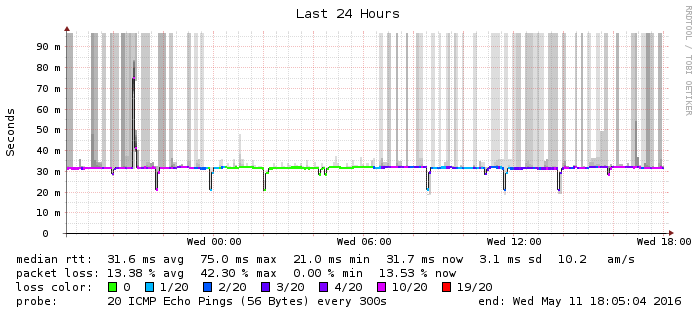 Last 24 Hours
RRDTOOL / TOBI OETIKER
Seconds
90 m
80 m
70 m
60 m
50 m
40 m
30 m
20 m
10 m
0
Wed 00:00 Wed 06:00 Wed 12:00 Wed 18:00
median rtt: 31.6 ms avg 75.0 ms max 21.0 ms min 31.7 ms now 3.1 ms sd 10.2 am/s
packet loss: 13.38 % avg 42.30 % max 0.00 % min 13.53 % now
loss color: 0 1/20 2/20 3/20 4/20 10/20 19/20
probe: 20 ICMP Echo Pings (56 Bytes) every 300s end: Wed May 11 18:05:04 2016